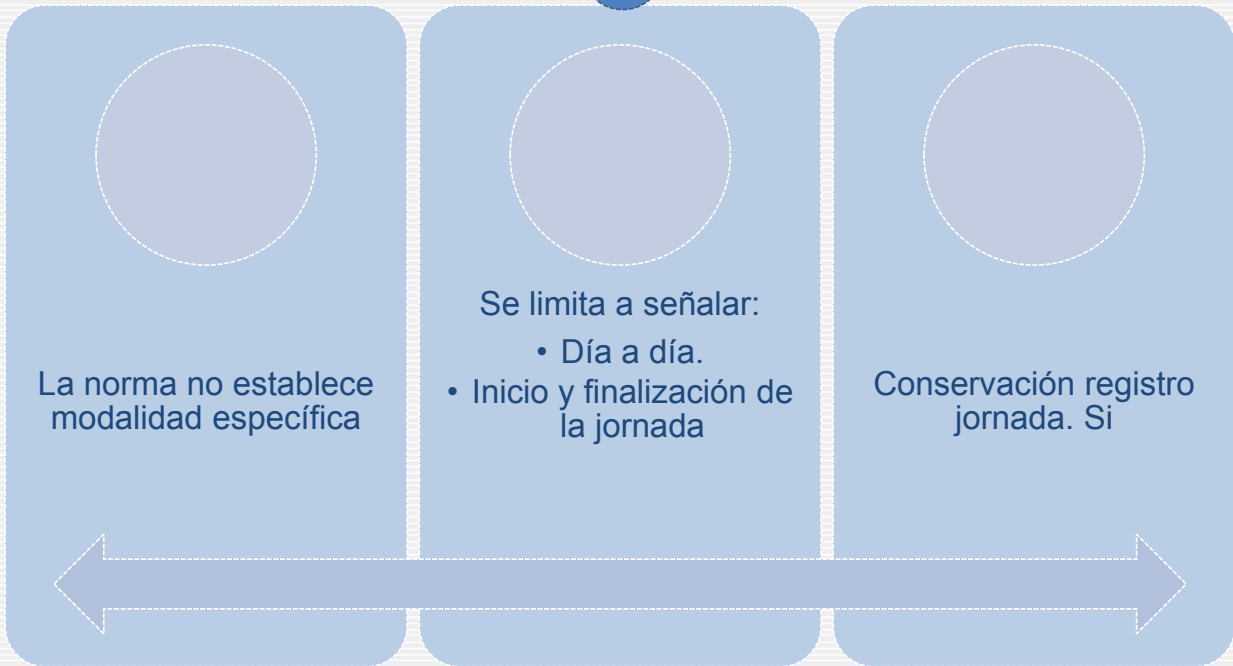 La norma no establece
modalidad específica
Se limita a señalar:
• Día a día.
• Inicio y finalización de
la jornada
Conservación registro
jornada. Si